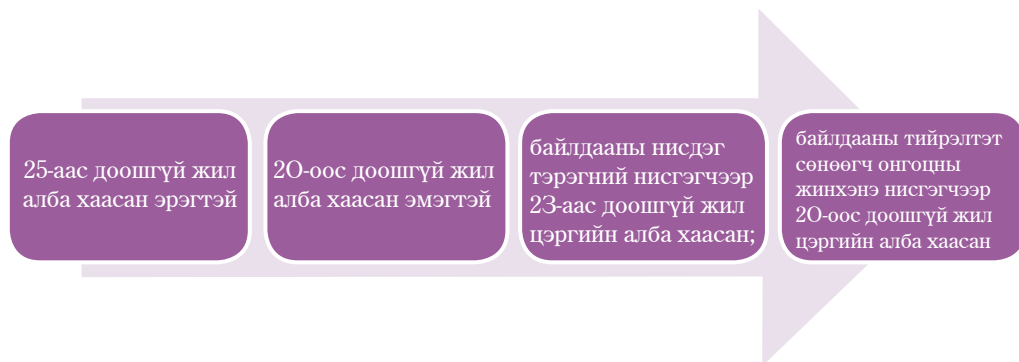 25-аас доошгүй жил
алба хаасан эрэгтэй
20-оос доошгүй жил
алба хаасан эмэгтэй
байлдааны нисдэг
тэрэгний нисгэгчээр
23-аас доошгүй жил
цэргийн алба хаасан;
байлдааны тийрэлтэт
сөнөөгч онгоцны
жинхэнэ нисгэгчээр
20-оос доошгүй жил
цэргийн алба хаасан